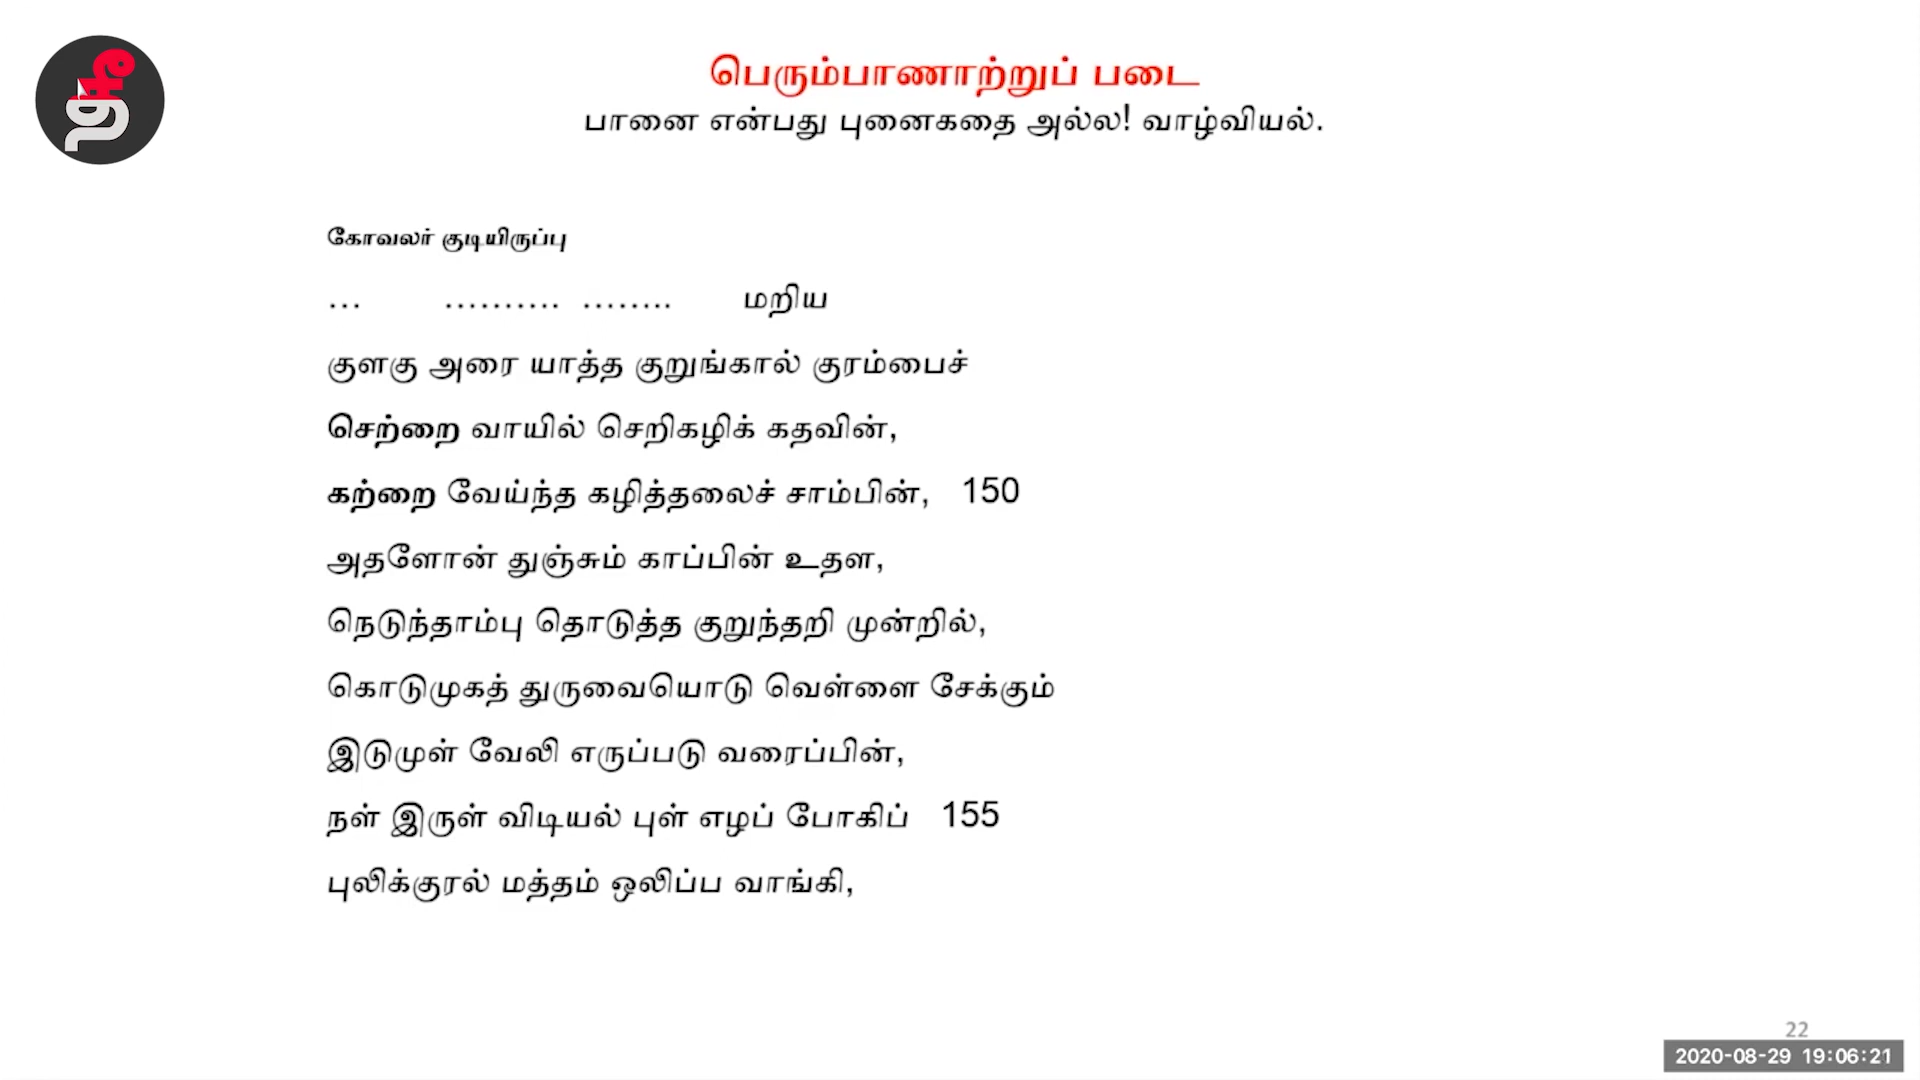 பெரும்பாணாற்றுப் படை
பானை என்பது புனைகதை அல்ல! வாழ்வியல்.
கோவலர் குடியிருப்பு
... .......... ........ மறிய
குளகு அரை யாத்த குறுங்கால் குரம்பைச்
செற்றை வாயில் செறிகழிக் கதவின்,
கற்றை வேய்ந்த கழித்தலைச் சாம்பின், 150
அதளோன் துஞ்சும் காப்பின் உதள,
நெடுந்தாம்பு தொடுத்த குறுந்தறி முன்றில்,
கொடுமுகத் துருவையொடு வெள்ளை சேக்கும்
இடுமுள் வேலி எருப்படு வரைப்பின்,
நள் இருள் விடியல் புள் எழப் போகிப் 155
புலிக்குரல் மத்தம் ஒலிப்ப வாங்கி,
22
2020-08-29 19:06:21